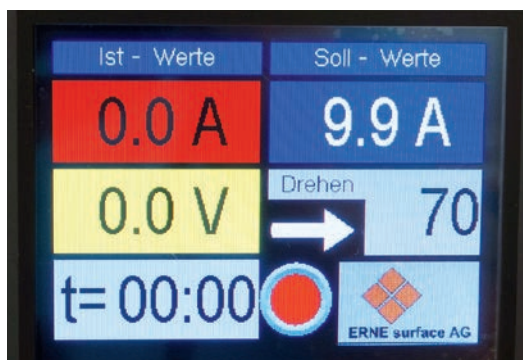 Ist - Werte
Soll - Werte
0.0 A
9.9 A
0.0 V
Drehen
70
t= 00:00
ERNE surface AG